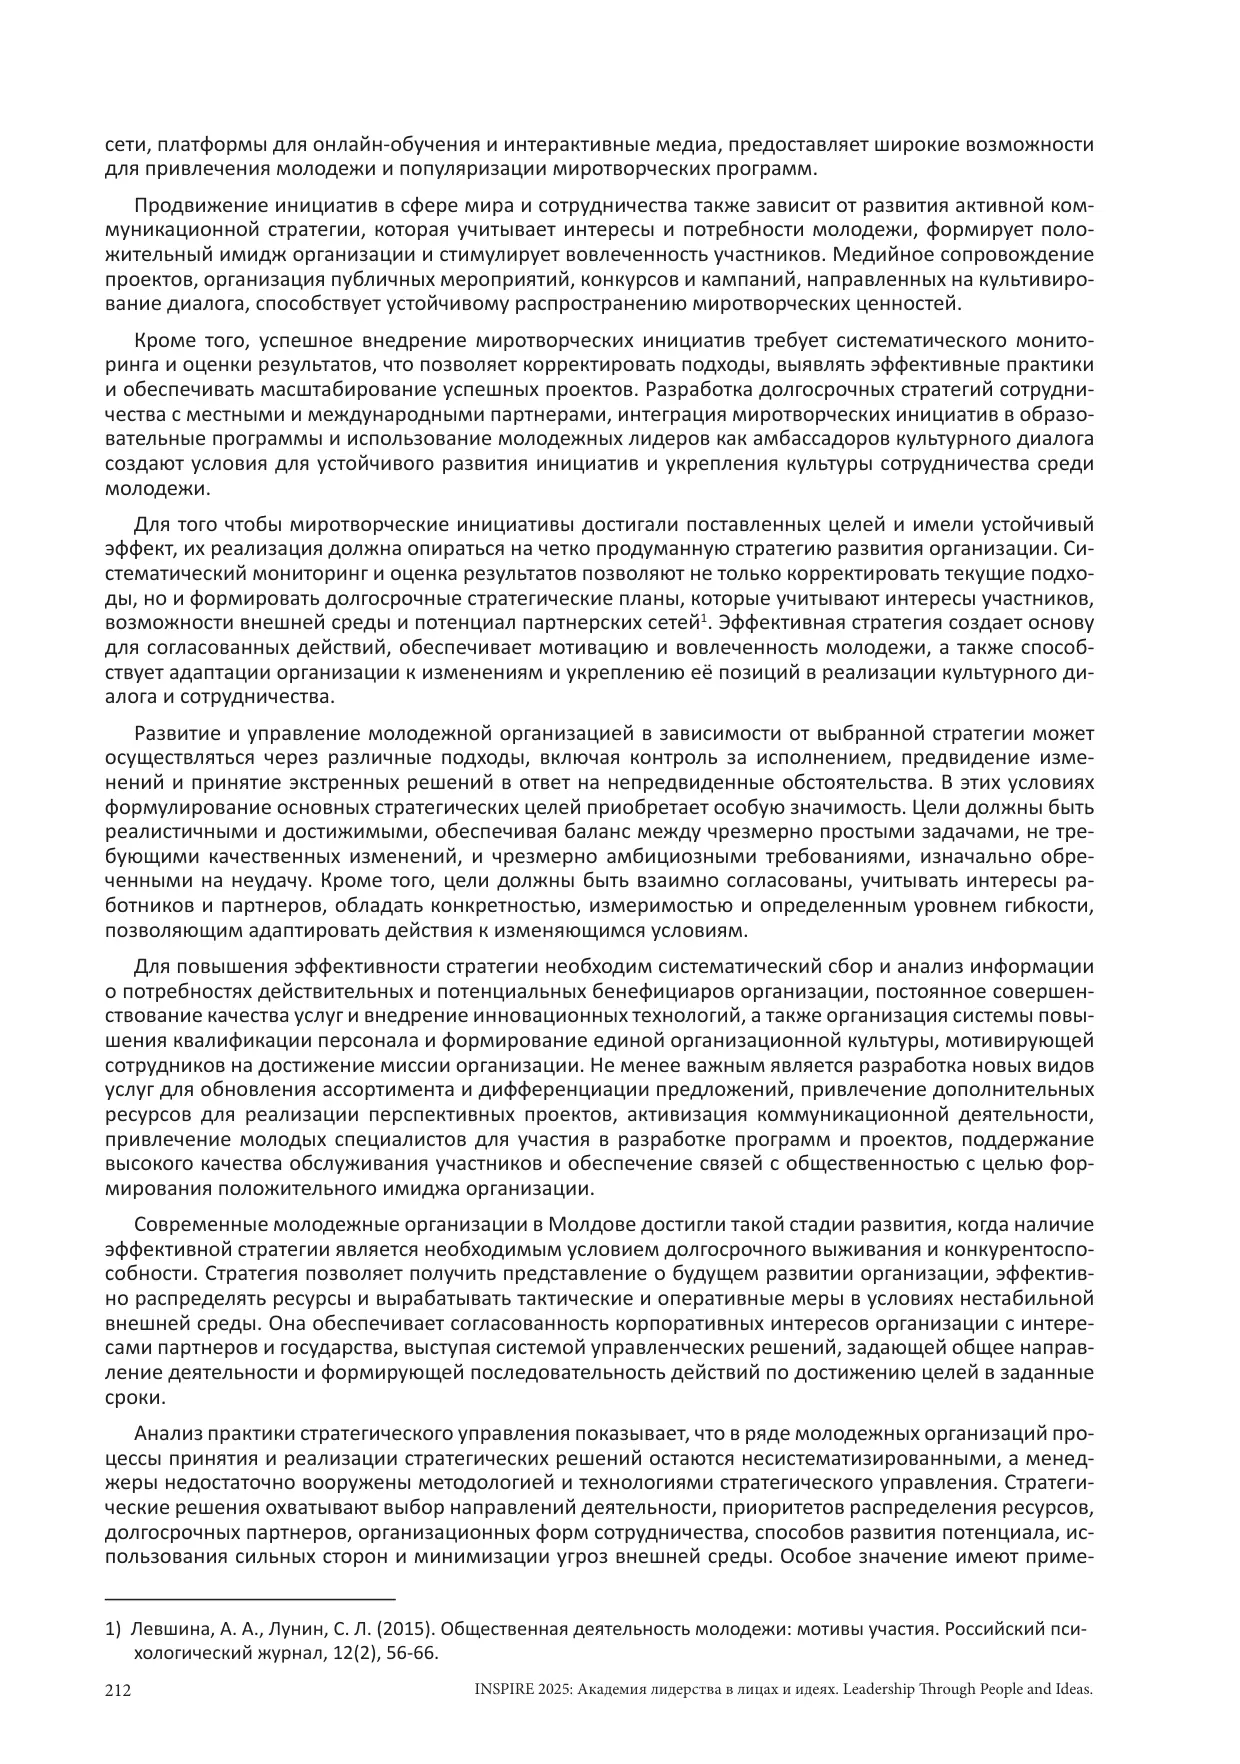 сети, платформы для онлайн-обучения и интерактивные медиа, предоставляет широкие возможности
для привлечения молодежи и популяризации миротворческих программ.
Продвижение инициатив в сфере мира и сотрудничества также зависит от развития активной ком-
муникационной стратегии, которая учитывает интересы и потребности молодежи, формирует поло-
жительный имидж организации и стимулирует вовлеченность участников. Медийное сопровождение
проектов, организация публичных мероприятий, конкурсов и кампаний, направленных на культивиро-
вание диалога, способствует устойчивому распространению миротворческих ценностей.
Кроме того, успешное внедрение миротворческих инициатив требует систематического монито-
ринга и оценки результатов, что позволяет корректировать подходы, выявлять эффективные практики
и обеспечивать масштабирование успешных проектов. Разработка долгосрочных стратегий сотрудни-
чества с местными и международными партнерами, интеграция миротворческих инициатив в образо-
вательные программы и использование молодежных лидеров как амбассадоров культурного диалога
создают условия для устойчивого развития инициатив и укрепления культуры сотрудничества среди
молодежи.
Для того чтобы миротворческие инициативы достигали поставленных целей и имели устойчивый
эффект, их реализация должна опираться на четко продуманную стратегию развития организации. Си-
стематический мониторинг и оценка результатов позволяют не только корректировать текущие подхо-
ды, но и формировать долгосрочные стратегические планы, которые учитывают интересы участников,
возможности внешней среды и потенциал партнерских сетей¹. Эффективная стратегия создает основу
для согласованных действий, обеспечивает мотивацию и вовлеченность молодежи, а также способ-
ствует адаптации организации к изменениям и укреплению её позиций в реализации культурного ди-
алога и сотрудничества.
Развитие и управление молодежной организацией в зависимости от выбранной стратегии может
осуществляться через различные подходы, включая контроль за исполнением, предвидение изме-
нений и принятие экстренных решений в ответ на непредвиденные обстоятельства. В этих условиях
формулирование основных стратегических целей приобретает особую значимость. Цели должны быть
реалистичными и достижимыми, обеспечивая баланс между чрезмерно простыми задачами, не тре-
бующими качественных изменений, и чрезмерно амбициозными требованиями, изначально обре-
ченными на неудачу. Кроме того, цели должны быть взаимно согласованы, учитывать интересы ра-
ботников и партнеров, обладать конкретностью, измеримостью и определенным уровнем гибкости,
позволяющим адаптировать действия к изменяющимся условиям.
Для повышения эффективности стратегии необходим систематический сбор и анализ информации
о потребностях действительных и потенциальных бенефициаров организации, постоянное совершен-
ствование качества услуг и внедрение инновационных технологий, а также организация системы повы-
шения квалификации персонала и формирование единой организационной культуры, мотивирующей
сотрудников на достижение миссии организации. Не менее важным является разработка новых видов
услуг для обновления ассортимента и дифференциации предложений, привлечение дополнительных
ресурсов для реализации перспективных проектов, активизация коммуникационной деятельности,
привлечение молодых специалистов для участия в разработке программ и проектов, поддержание
высокого качества обслуживания участников и обеспечение связей с общественностью с целью фор-
мирования положительного имиджа организации.
Современные молодежные организации в Молдове достигли такой стадии развития, когда наличие
эффективной стратегии является необходимым условием долгосрочного выживания и конкурентоспо-
собности. Стратегия позволяет получить представление о будущем развитии организации, эффектив-
но распределять ресурсы и вырабатывать тактические и оперативные меры в условиях нестабильной
внешней среды. Она обеспечивает согласованность корпоративных интересов организации с интере-
сами партнеров и государства, выступая системой управленческих решений, задающей общее направ-
ление деятельности и формирующей последовательность действий по достижению целей в заданные
сроки.
Анализ практики стратегического управления показывает, что в ряде молодежных организаций про-
цессы принятия и реализации стратегических решений остаются несистематизированными, а менед-
жеры недостаточно вооружены методологией и технологиями стратегического управления. Стратеги-
ческие решения охватывают выбор направлений деятельности, приоритетов распределения ресурсов,
долгосрочных партнеров, организационных форм сотрудничества, способов развития потенциала, ис-
пользования сильных сторон и минимизации угроз внешней среды. Особое значение имеют приме-
1) Левшина, А. А., Лунин, С. Л. (2015). Общественная деятельность молодежи: мотивы участия. Российский пси-
хологический журнал, 12(2), 56-66.
212 INSPIRE 2025: Академия лидерства в лицах и идеях. Leadership Through People and Ideas.